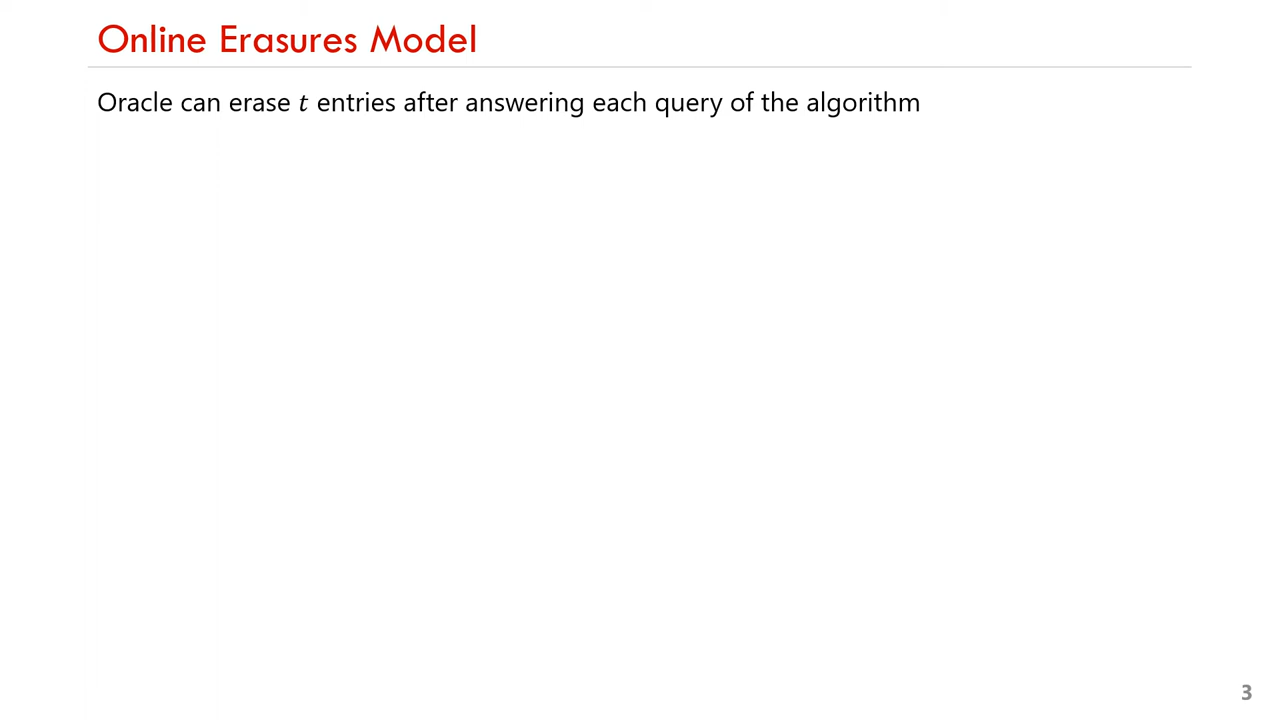 Online Erasures Model
Oracle can erase t entries after answering each query of the algorithm
3